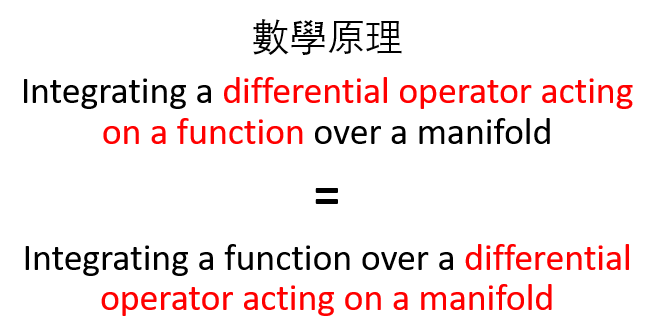 數學原理
Integrating a differential operator acting
on a function over a manifold
=
Integrating a function over a differential
operator acting on a manifold